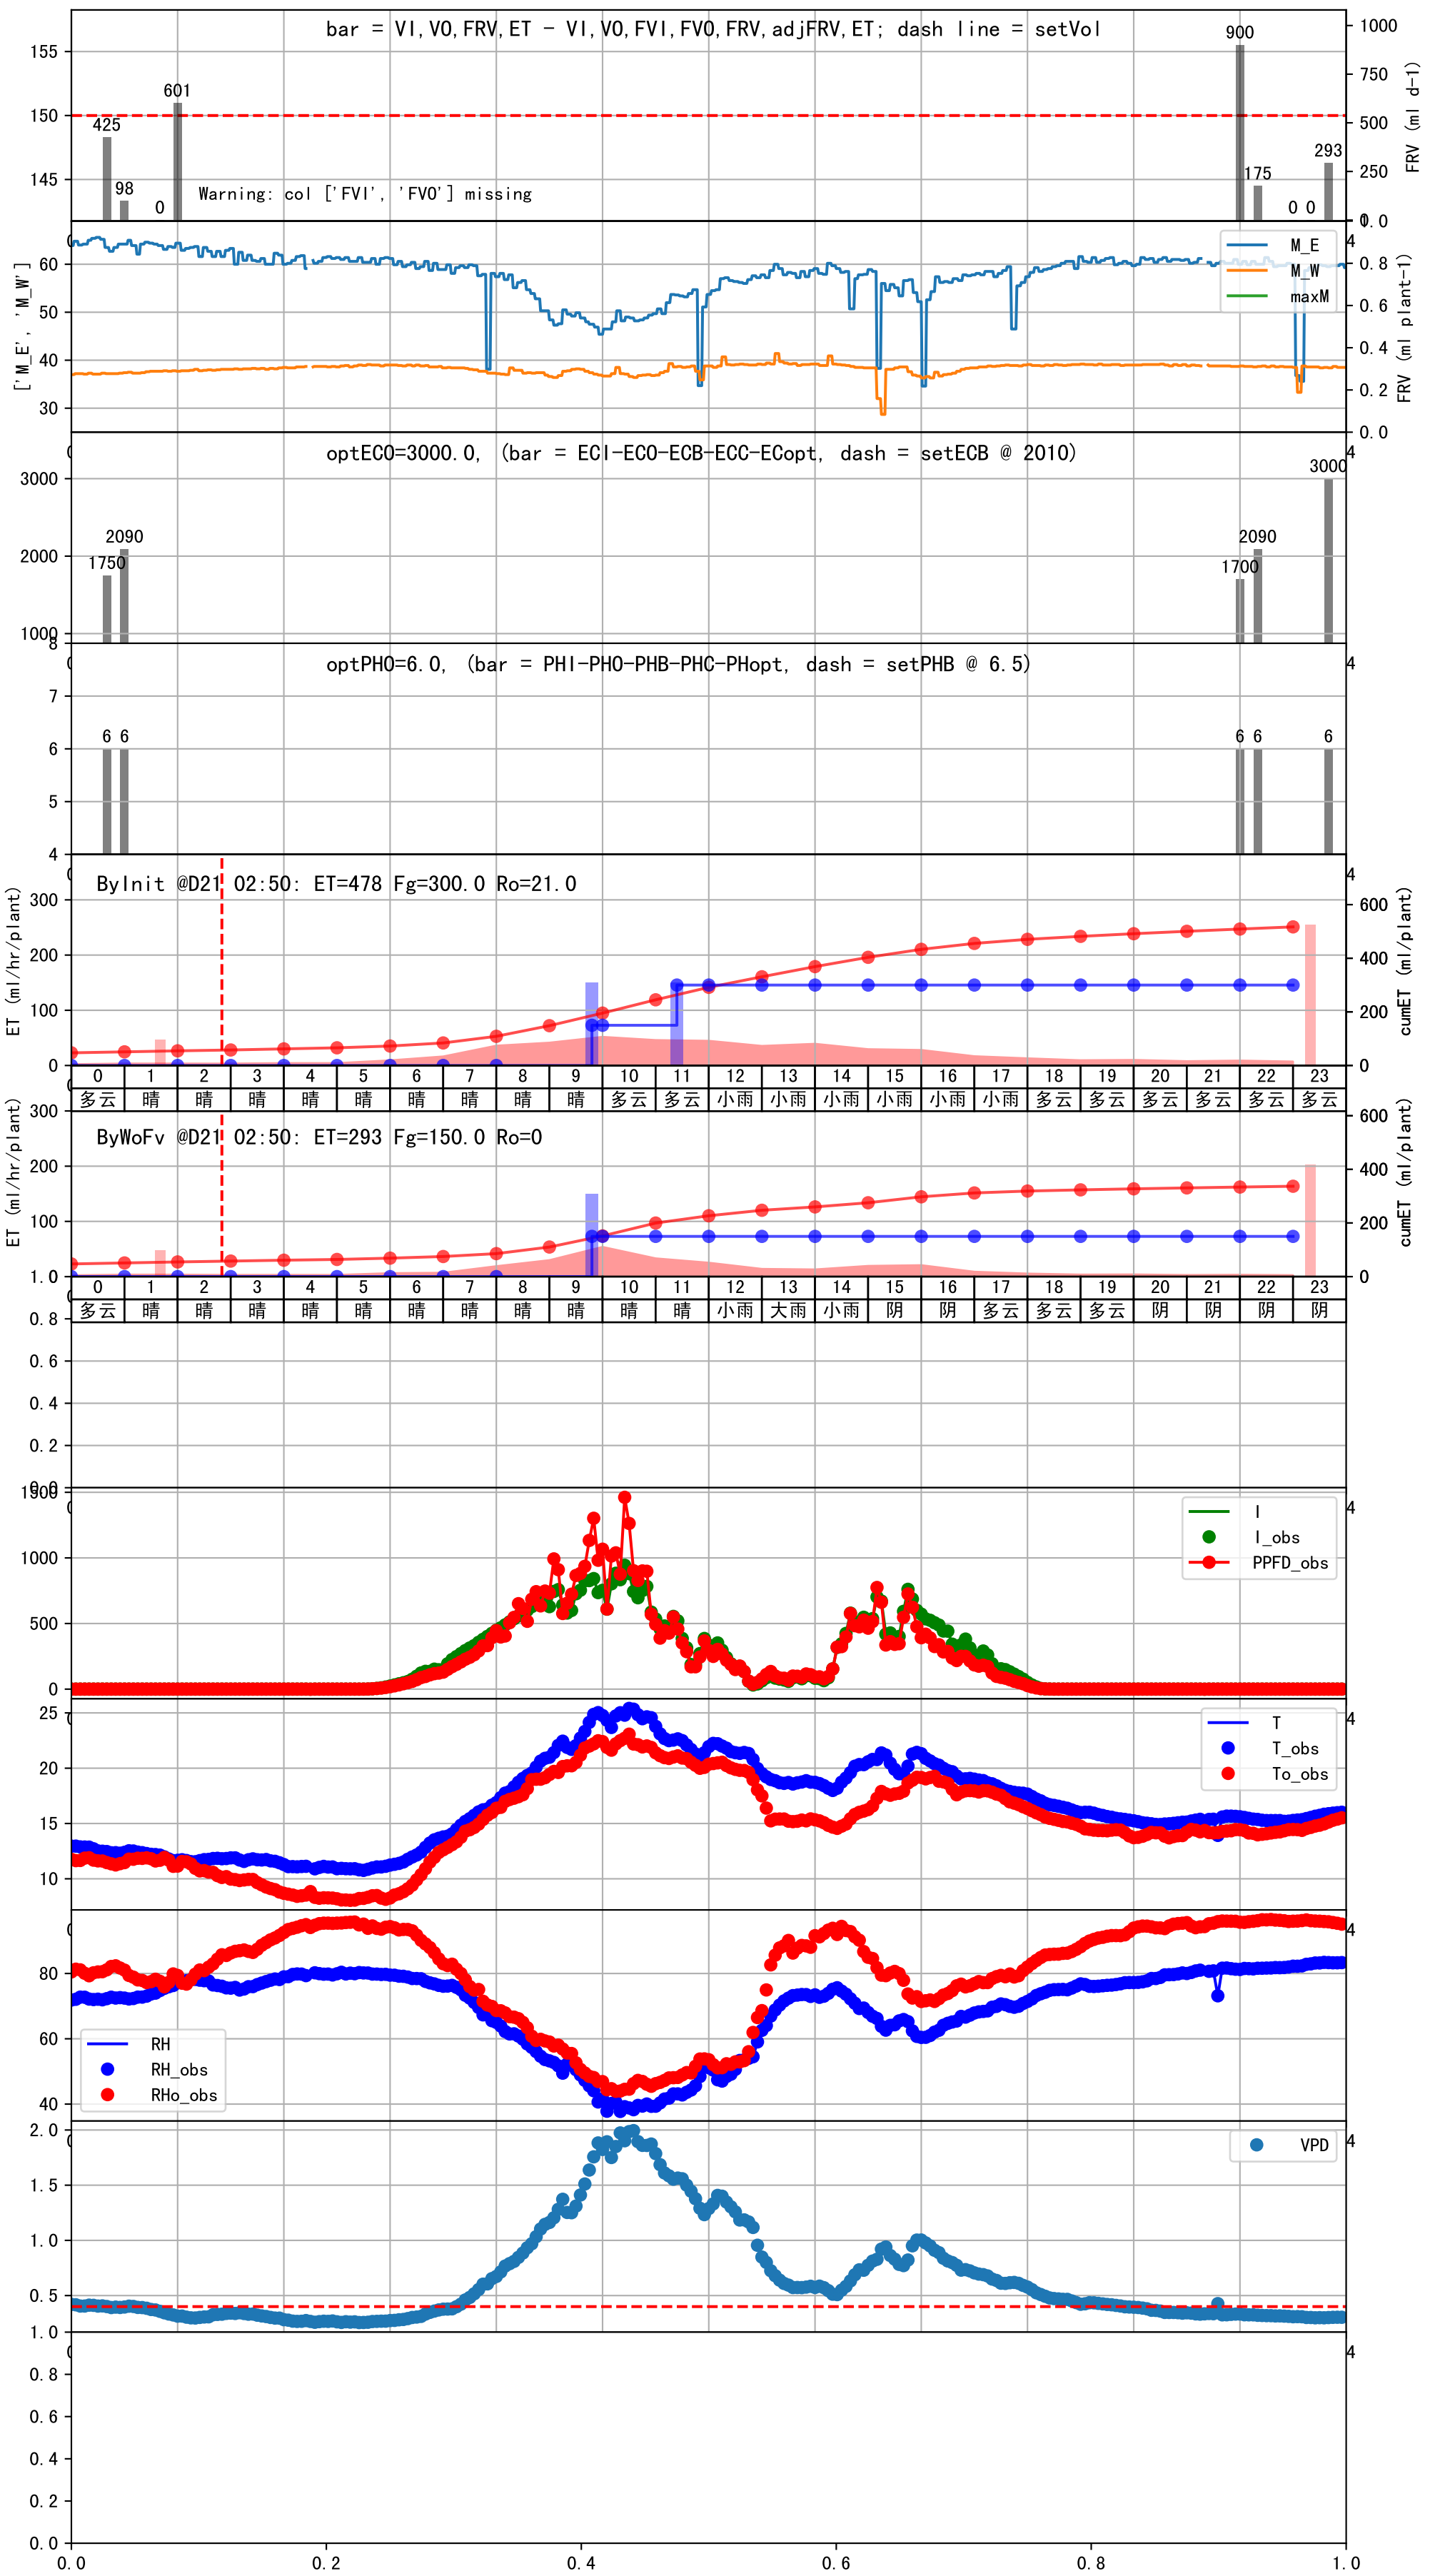 bar = VI,VO,FRV,ET - VI,VO,FVI,FVO,FRV,adjFRV,ET; dash line = setVol
155
150
145
1000
750
500
250
0
FRV (ml d-1)
425
98
0
601
900
175
0 0
293
Warning: col ['FVI', 'FVO'] missing
['M_E', 'M_W']
60
50
40
30
M_E
M_W
maxM
0.8
0.6
0.4
0.2
0.0
FRV (ml plant-1)
optECO=3000.0, (bar = ECI-ECO-ECB-ECC-ECopt, dash = setECB @ 2010)
3000
2000
1000
1750
2090
1700
2090
3000
optPHO=6.0, (bar = PHI-PHO-PHB-PHC-PHopt, dash = setPHB @ 6.5)
8
7
6
5
4
6 6
6 6
6
ByInit @D21 02:50: ET=478 Fg=300.0 Ro=21.0
ET (ml/hr/plant)
300
200
100
0
600
400
200
0
cumET (ml/plant)
0 1 2 3 4 5 6 7 8 9 10 11 12 13 14 15 16 17 18 19 20 21 22 23
多云 晴 晴 晴 晴 晴 晴 晴 晴 晴 多云 多云 小雨 小雨 小雨 阴 小雨 小雨 多云 多云 多云 多云 多云 多云
ByWoFv @D21 02:50: ET=293 Fg=150.0 Ro=0
ET (ml/hr/plant)
300
200
100
600
400
200
0
cumET (ml/plant)
0 1 2 3 4 5 6 7 8 9 10 11 12 13 14 15 16 17 18 19 20 21 22 23
多云 晴 晴 晴 晴 晴 晴 晴 晴 晴 晴 晴 小雨 大雨 小雨 阴 阴 多云 多云 多云 阴 阴 阴 阴
1.0
0.8
0.6
0.4
0.2
1500
1000
500
0
I
I_obs
PPFD_obs
25
20
15
10
T
T_obs
To_obs
80
60
40
RH
RH_obs
RHo_obs
2.0
1.5
1.0
0.5
VPD
1.0
0.8
0.6
0.4
0.2
0.0
0.0 0.2 0.4 0.6 0.8 1.0